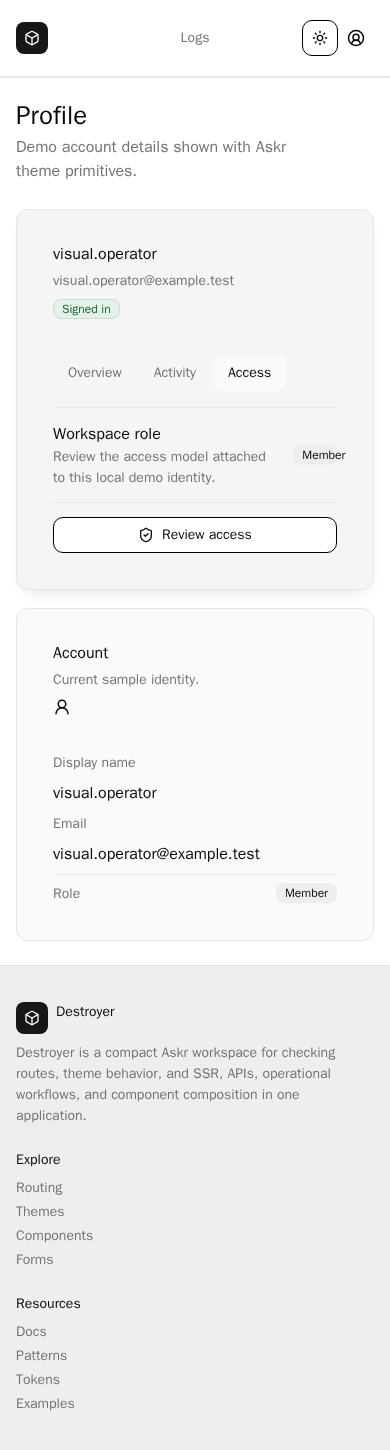 Logs
Profile
Demo account details shown with Askr
theme primitives.
visual.operator
visual.operator@example.test
Signed in
Overview
Activity
Access
Workspace role
Review the access model attached
to this local demo identity.
Member
Review access
Account
Current sample identity.
Display name
visual.operator
Email
visual.operator@example.test
Role
Member
Destroyer
Destroyer is a compact Askr workspace for checking
routes, theme behavior, and SSR, APIs, operational
workflows, and component composition in one
application.
Explore
Routing
Themes
Components
Forms
Resources
Docs
Patterns
Tokens
Examples